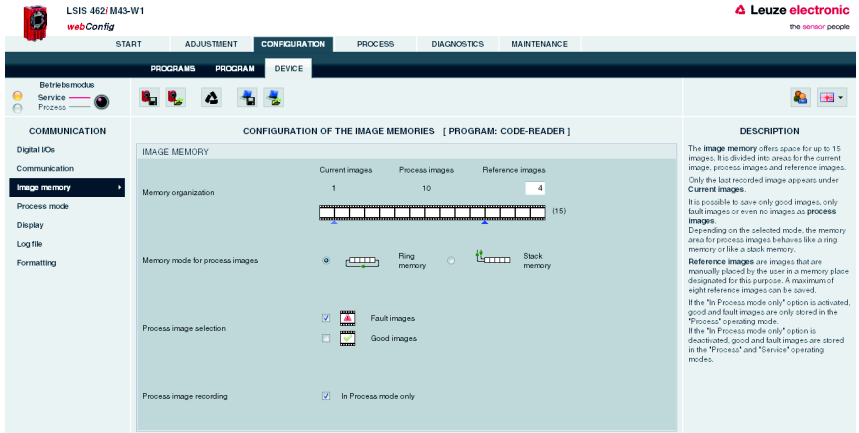 LSIS 462i M43-W1
webConfig
Leuze electronic
the sensor people
START ADJUSTMENT CONFIGURATION PROCESS DIAGNOSTICS MAINTENANCE
PROGRAMS PROGRAM DEVICE
Betriebsmodus
Service
Prozess
COMMUNICATION
Digital I/Os
Communication
Image memory
Process mode
Display
Log file
Formatting
CONFIGURATION OF THE IMAGE MEMORIES [ PROGRAM: CODE-READER ]
IMAGE MEMORY
Current images Process images Reference images
Memory organization 1 10 4
(15)
Memory mode for process images Ring memory Stack memory
Process image selection
Fault images
Good images
Process image recording In Process mode only
DESCRIPTION
The image memory offers space for up to 15
images. It is divided into areas for the current
image, process images and reference images.
Only the last recorded image appears under
Current images.
It is possible to save only good images, only
fault images or even no images as process
images.
Depending on the selected mode, the memory
area for process images behaves like a ring
memory or like a stack memory.
Reference images are images that are
manually placed by the user in a memory place
designated for this purpose. A maximum of
eight reference images can be saved.
If the "In Process mode only" option is activated,
good and fault images are only stored in the
"Process" operating mode.
If the "In Process mode only" option is
deactivated, good and fault images are stored
in the "Process" and "Service" operating
modes.